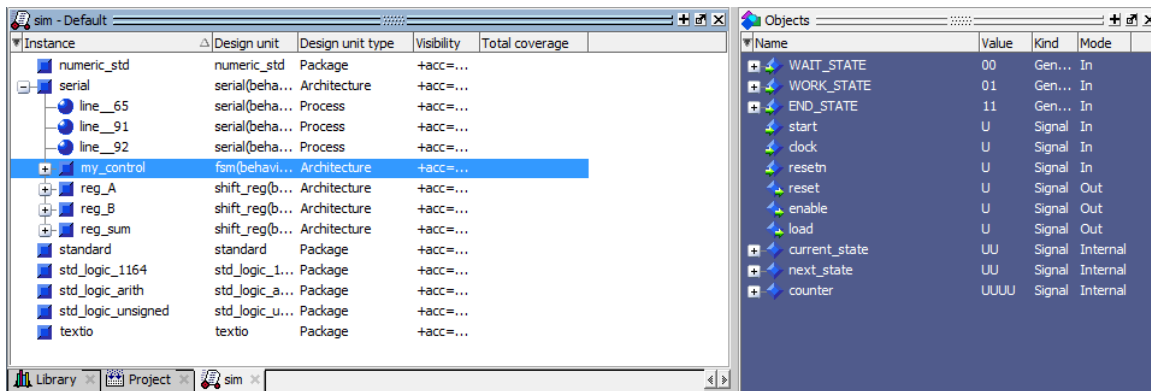 sim - Default
Instance Design unit Design unit type Visibility Total coverage
numeric_std numeric_std Package +acc=...
serial serial(beha... Architecture +acc=...
line__65 serial(beha... Process +acc=...
line__91 serial(beha... Process +acc=...
line__92 serial(beha... Process +acc=...
my_control fsm(behavi... Architecture +acc=...
reg_A shift_reg(b... Architecture +acc=...
reg_B shift_reg(b... Architecture +acc=...
reg_sum shift_reg(b... Architecture +acc=...
standard standard Package +acc=...
std_logic_1164 std_logic_1... Package +acc=...
std_logic_arith std_logic_a... Package +acc=...
std_logic_unsigned std_logic_u... Package +acc=...
textio textio Package +acc=...
Library Project sim
Objects
Name Value Kind Mode
WAIT_STATE 00 Gen... In
WORK_STATE 01 Gen... In
END_STATE 11 Gen... In
start U Signal In
clock U Signal In
resetn U Signal In
reset U Signal Out
enable U Signal Out
load U Signal Out
current_state UU Signal Internal
next_state UU Signal Internal
counter UUUU Signal Internal